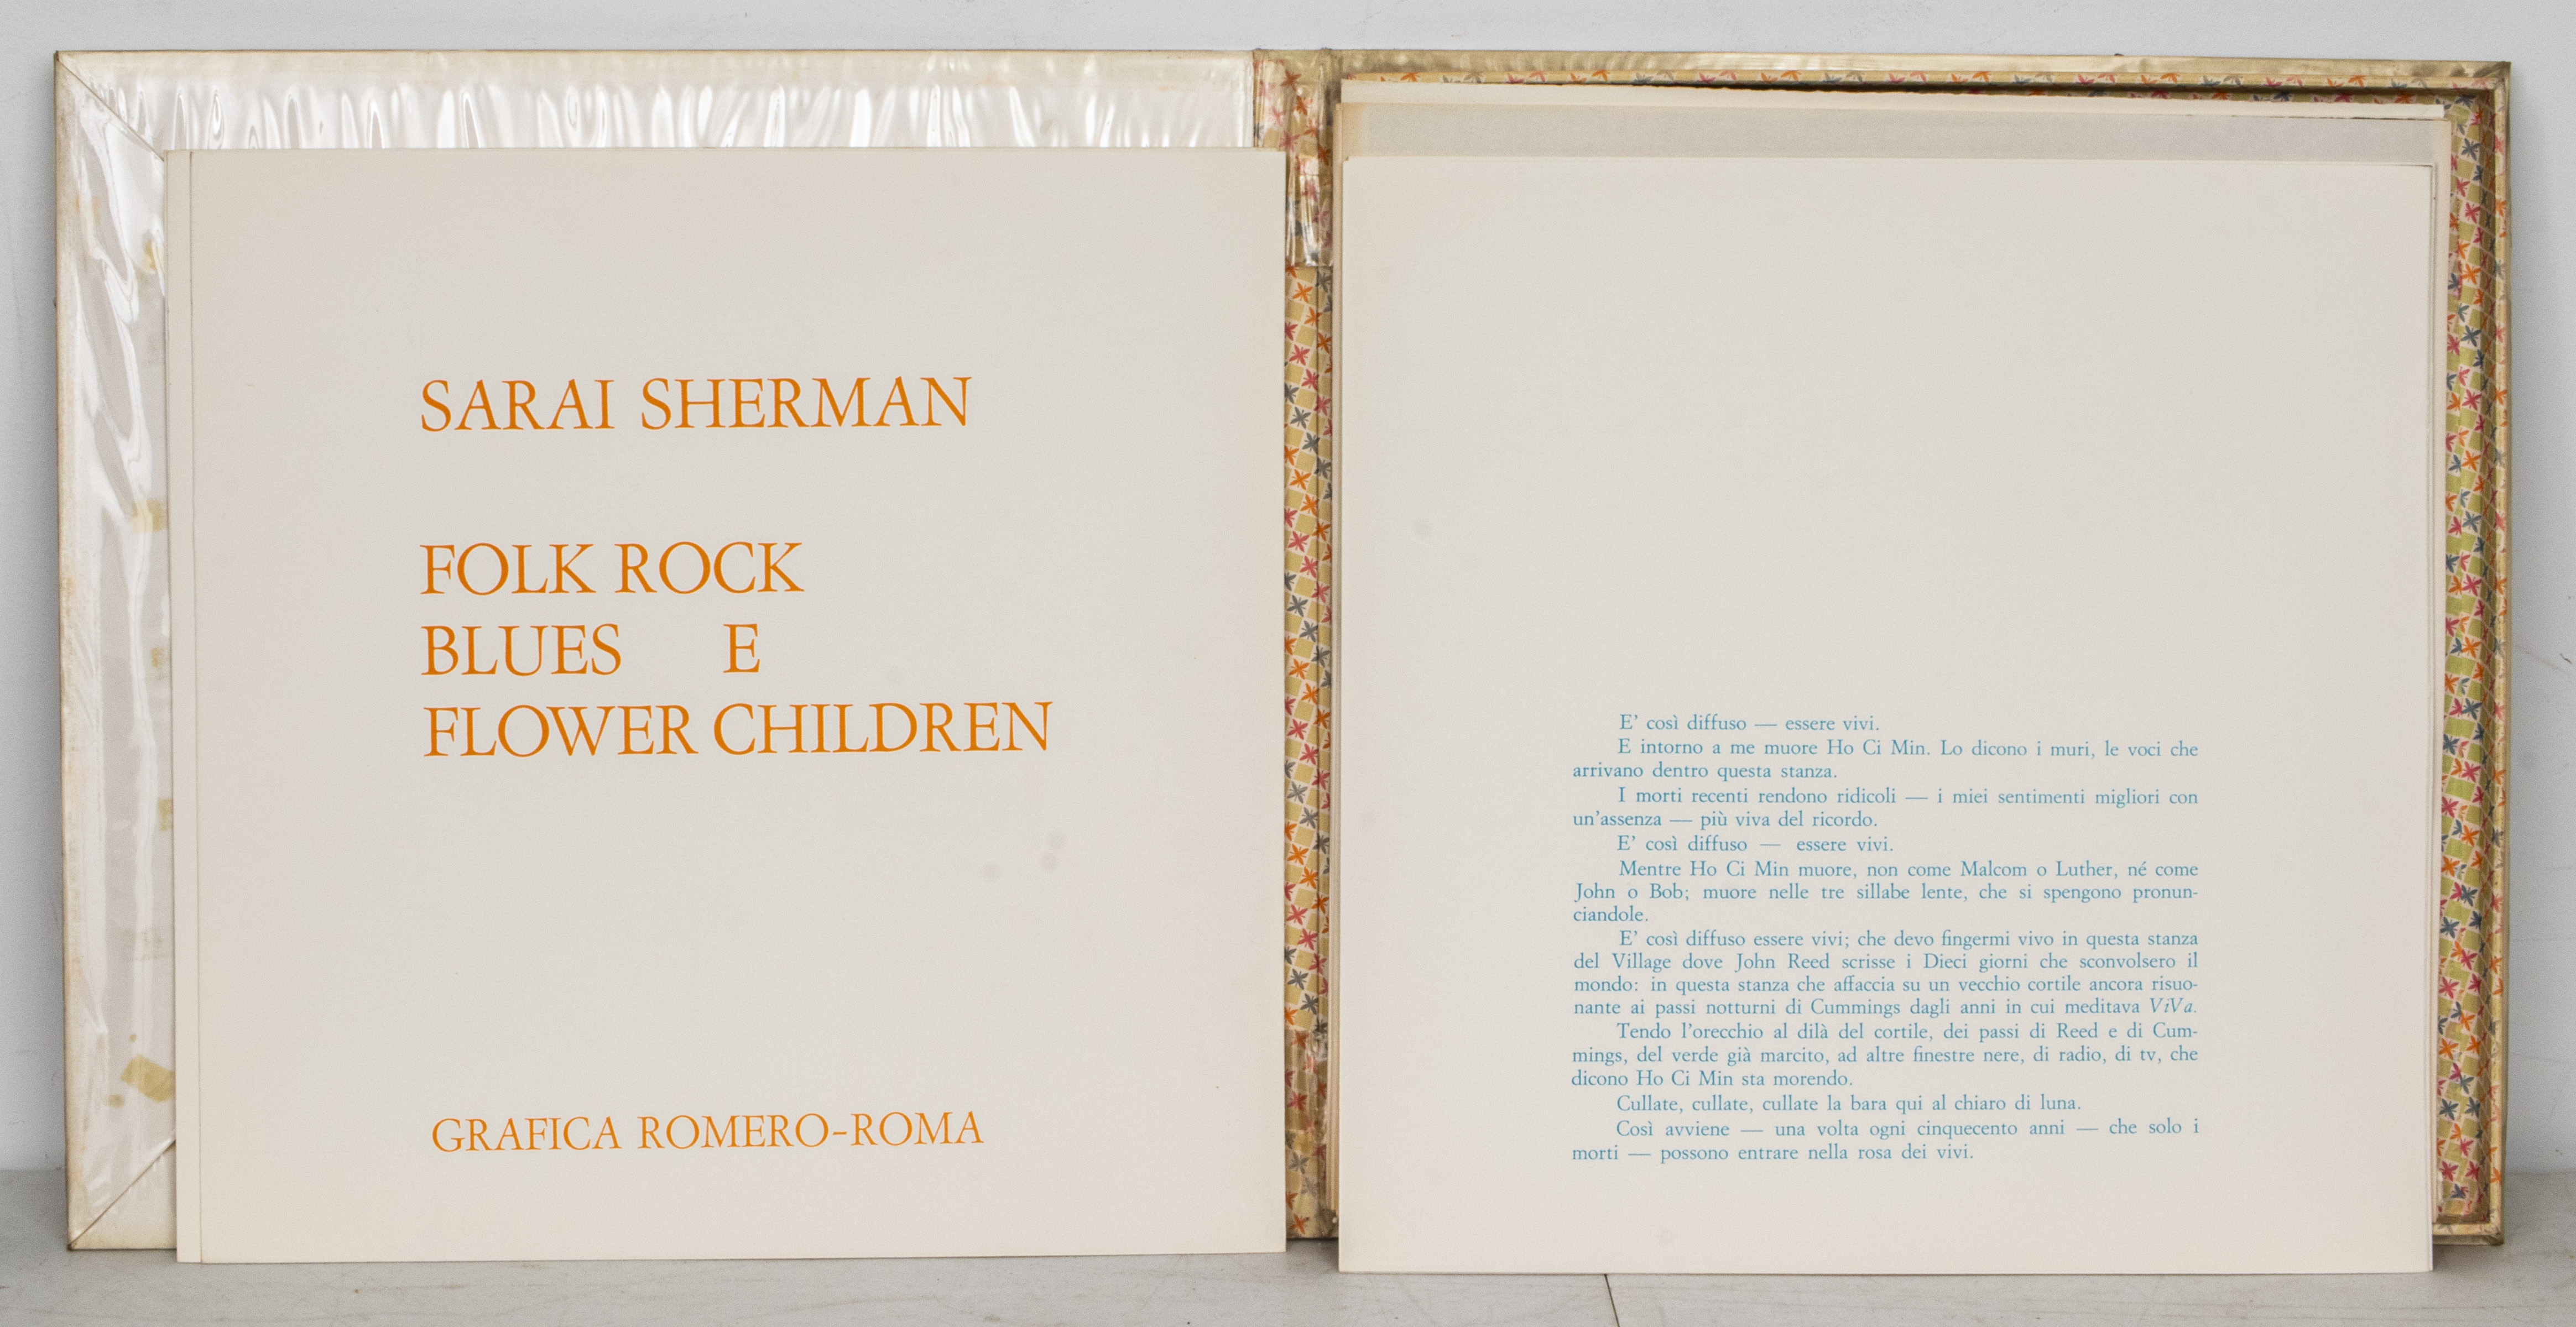 SARAI SHERMAN
FOLK ROCK
BLUES E
FLOWER CHILDREN
GRAFICA ROMERO-ROMA
E' così diffuso — essere vivi.
E intorno a me muore Ho Ci Min. Lo dicono i muri, le voci che
arrivano dentro questa stanza.
I morti recenti rendono ridicoli — i miei sentimenti migliori con
un'assenza — più viva del ricordo.
E' così diffuso — essere vivi.
Mentre Ho Ci Min muore, non come Malcom o Luther, né come
John o Bob; muore nelle tre sillabe lente, che si spengono pronun-
ciandole.
E' così diffuso essere vivi; che devo fingermi vivo in questa stanza
del Village dove John Reed scrisse i Dieci giorni che sconvolsero il
mondo: in questa stanza che affaccia su un vecchio cortile ancora risuo-
nante ai passi notturni di Cummings dagli anni in cui meditava ViVa.
Tendo l'orecchio al dilà del cortile, dei passi di Reed e di Cum-
mings, del verde già marcito, ad altre finestre nere, di radio, di tv, che
dicono Ho Ci Min sta morendo.
Cullate, cullate, cullate la bara qui al chiaro di luna.
Così avviene — una volta ogni cinquecento anni — che solo i
morti — possono entrare nella rosa dei vivi.